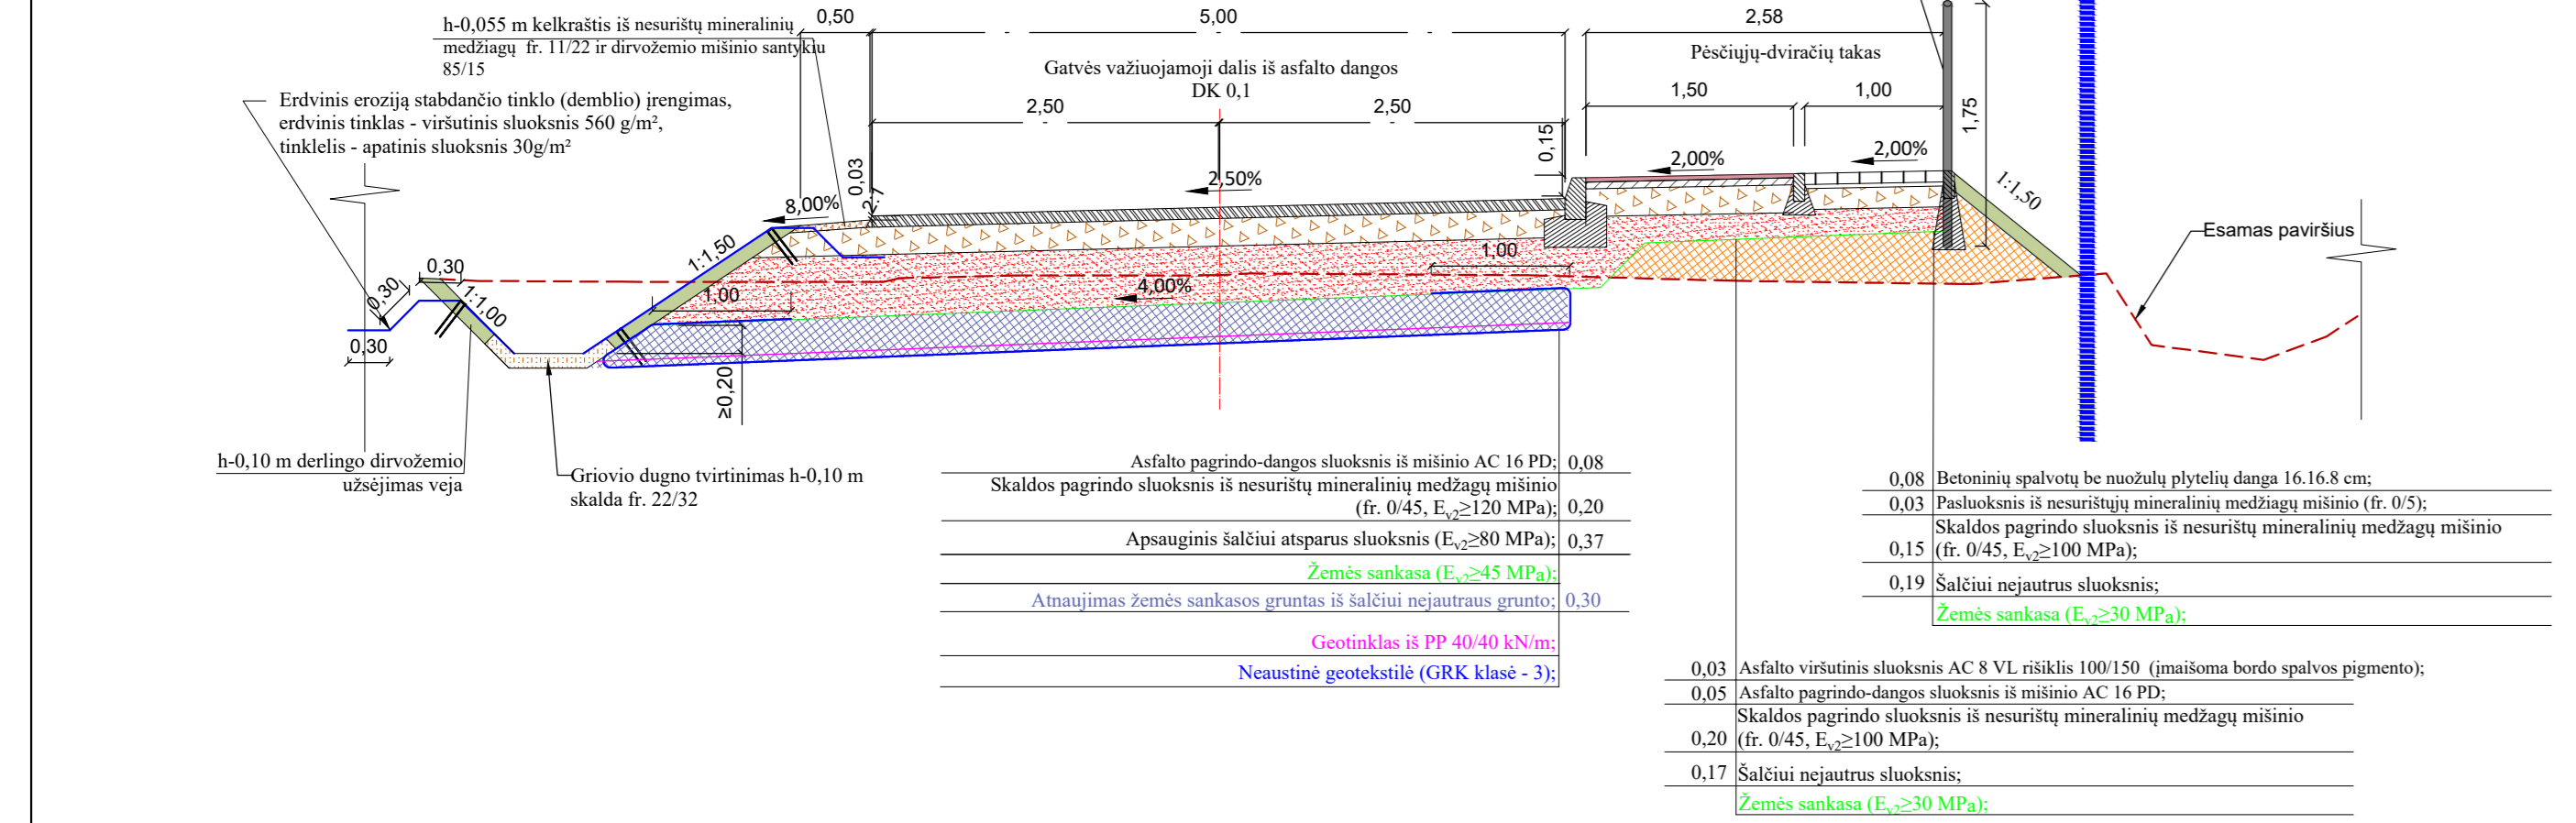 h-0,055 m kelkraštis iš nesurištų mineralinių
medžiagų fr. 11/22 ir dirvožemio mišinio santykiu
85/15
0,50
5,00
2,58
Pėsčiųjų-dviračių takas
Gatvės važiuojamoji dalis iš asfalto dangos
DK 0,1
2,50
2,50
1,50
1,00
1,75
0,15
Erdvinis eroziją stabdančio tinklo (demblio) įrengimas,
erdvinis tinklas - viršutinis sluoksnis 560 g/m²,
tinklelis - apatinis sluoksnis 30g/m²
0,03
2:1
8,00%
2,50%
2,00%
2,00%
1:1,50
1:1,50
Esamas paviršius
0,30
0,30
1:1,00
0,30
1,00
4,00%
1,00
≥0,20
h-0,10 m derlingo dirvožemio
užsėjimas veja
Griovio dugno tvirtinimas h-0,10 m
skalda fr. 22/32
Asfalto pagrindo-dangos sluoksnis iš mišinio AC 16 PD; 0,08
Skaldos pagrindo sluoksnis iš nesurištų mineralinių medžagų mišinio
(fr. 0/45, Ev2≥120 MPa); 0,20
Apsauginis šalčiui atsparus sluoksnis (Ev2≥80 MPa); 0,37
Žemės sankasa (Ev2≥45 MPa);
Atnaujimas žemės sankasos gruntas iš šalčiui nejautraus grunto; 0,30
Geotinklas iš PP 40/40 kN/m;
Neaustinė geotekstilė (GRK klasė - 3);
0,08 Betoninių spalvotų be nuožulų plytelių danga 16.16.8 cm;
0,03 Pasluoksnis iš nesurištųjų mineralinių medžiagų mišinio (fr. 0/5);
Skaldos pagrindo sluoksnis iš nesurištų mineralinių medžagų mišinio
0,15 (fr. 0/45, Ev2≥100 MPa);
0,19 Šalčiui nejautrus sluoksnis;
Žemės sankasa (Ev2≥30 MPa);
0,03 Asfalto viršutinis sluoksnis AC 8 VL rišiklis 100/150 (įmaišoma bordo spalvos pigmento);
0,05 Asfalto pagrindo-dangos sluoksnis iš mišinio AC 16 PD;
Skaldos pagrindo sluoksnis iš nesurištų mineralinių medžagų mišinio
0,20 (fr. 0/45, Ev2≥100 MPa);
0,17 Šalčiui nejautrus sluoksnis;
Žemės sankasa (Ev2≥30 MPa);